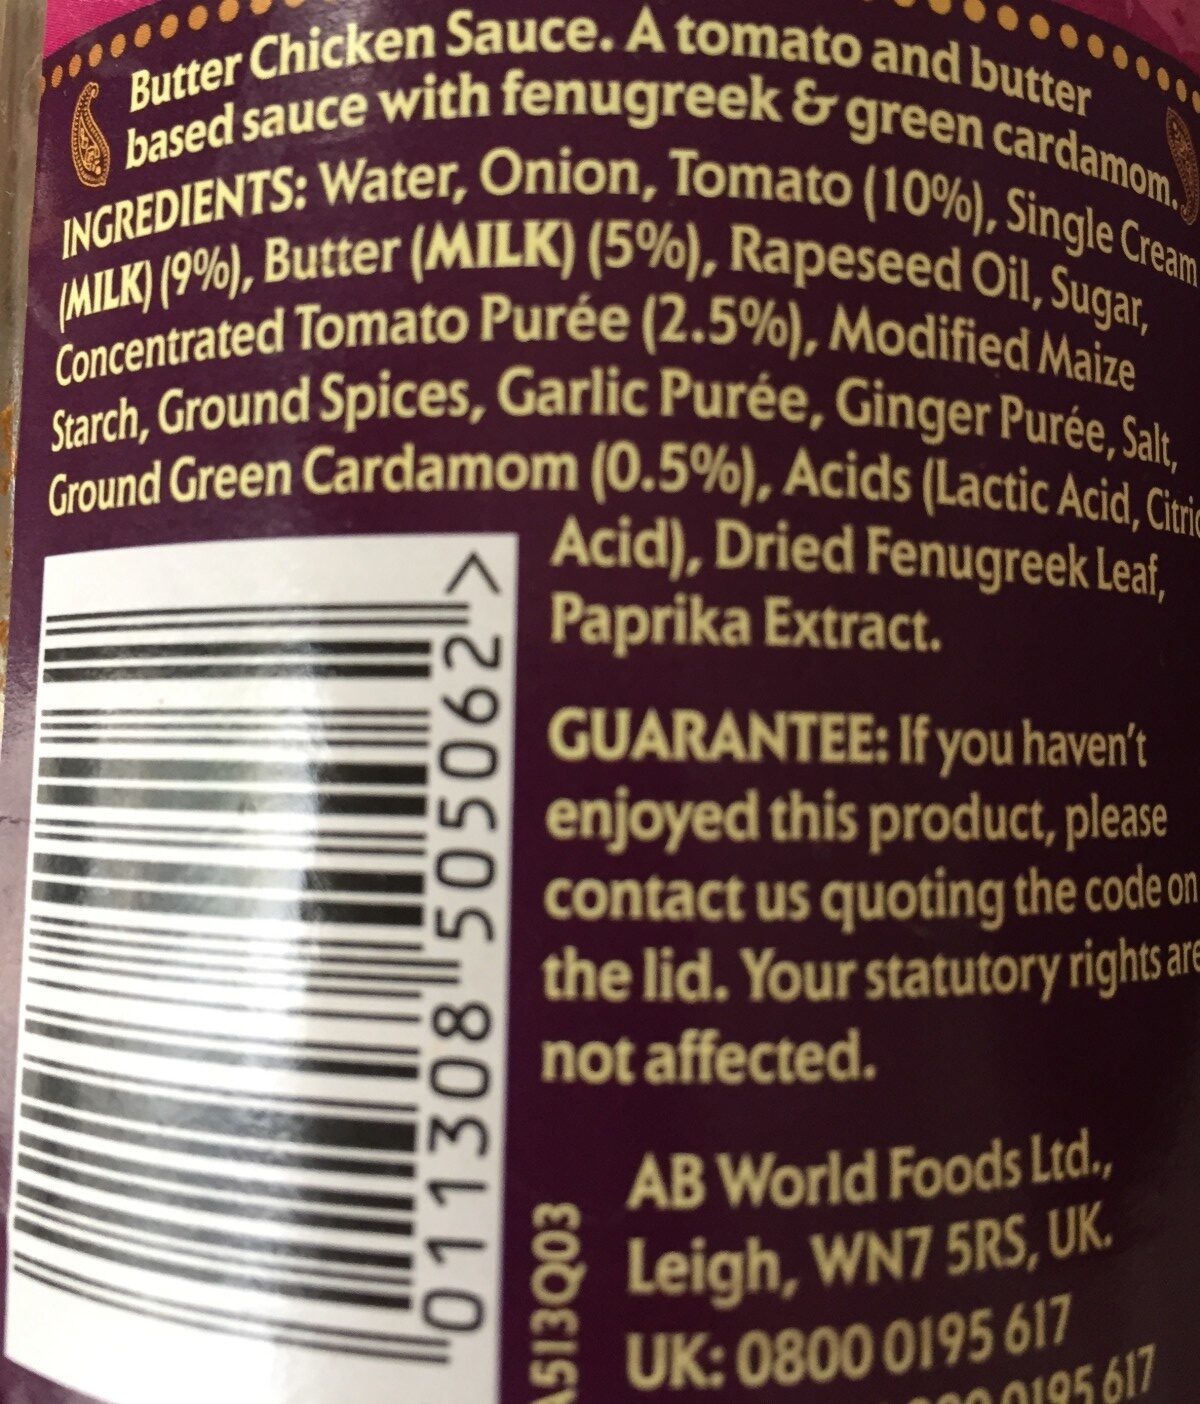 Butter Chicken Sauce. A tomato and butter
based sauce with fenugreek & green cardamom.
INGREDIENTS: Water, Onion, Tomato (10%), Single Cream
(MILK) (9%), Butter (MILK) (5%), Rapeseed Oil, Sugar,
Concentrated Tomato Purée (2.5%), Modified Maize
Starch, Ground Spices, Garlic Purée, Ginger Purée, Salt,
Ground Green Cardamom (0.5%), Acids (Lactic Acid, Citric
Acid), Dried Fenugreek Leaf,
Paprika Extract.
GUARANTEE: If you haven't
enjoyed this product, please
contact us quoting the code on
the lid. Your statutory rights are
not affected.
AB World Foods Ltd.,
Leigh, WN7 5RS, UK.
UK: 0800 0195 617
0195 617
A513Q03
0 011308 505062 >